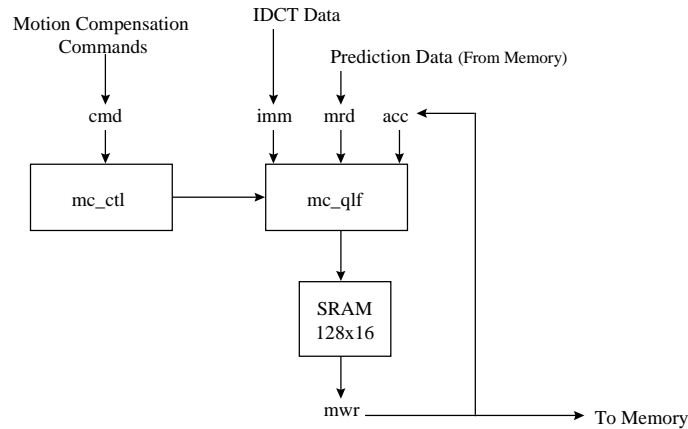 Motion Compensation
Commands
IDCT Data
Prediction Data (From Memory)
cmd
imm
mrd
acc
mc_ctl
mc_qlf
SRAM
128x16
mwr
To Memory